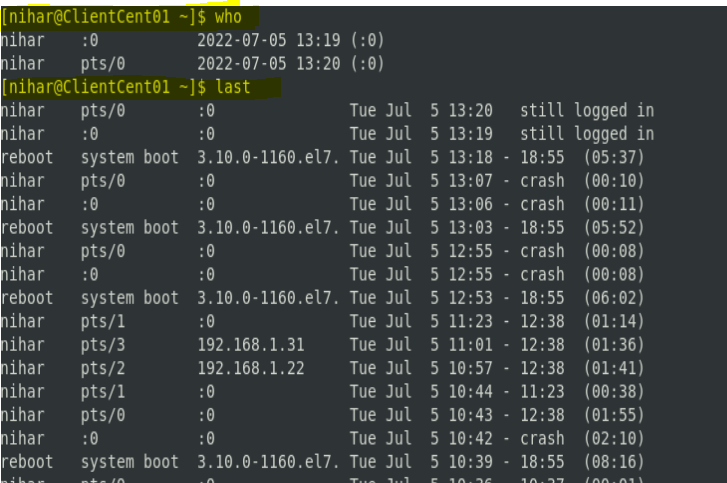 [nihar@ClientCent01 ~]$ who
nihar    :0           2022-07-05 13:19 (:0)
nihar    pts/0        2022-07-05 13:20 (:0)
[nihar@ClientCent01 ~]$ last
nihar    pts/0        :0               Tue Jul  5 13:20   still logged in
nihar    :0           :0               Tue Jul  5 13:19   still logged in
reboot   system boot  3.10.0-1160.el7. Tue Jul  5 13:18 - 18:55  (05:37)
nihar    pts/0        :0               Tue Jul  5 13:07 - crash  (00:10)
nihar    :0           :0               Tue Jul  5 13:06 - crash  (00:11)
reboot   system boot  3.10.0-1160.el7. Tue Jul  5 13:03 - 18:55  (05:52)
nihar    pts/0        :0               Tue Jul  5 12:55 - crash  (00:08)
nihar    :0           :0               Tue Jul  5 12:55 - crash  (00:08)
reboot   system boot  3.10.0-1160.el7. Tue Jul  5 12:53 - 18:55  (06:02)
nihar    pts/1        :0               Tue Jul  5 11:23 - 12:38  (01:14)
nihar    pts/3        192.168.1.31     Tue Jul  5 11:01 - 12:38  (01:36)
nihar    pts/2        192.168.1.22     Tue Jul  5 10:57 - 12:38  (01:41)
nihar    pts/1        :0               Tue Jul  5 10:44 - 11:23  (00:38)
nihar    pts/0        :0               Tue Jul  5 10:43 - 12:38  (01:55)
nihar    :0           :0               Tue Jul  5 10:42 - crash  (02:10)
reboot   system boot  3.10.0-1160.el7. Tue Jul  5 10:39 - 18:55  (08:16)